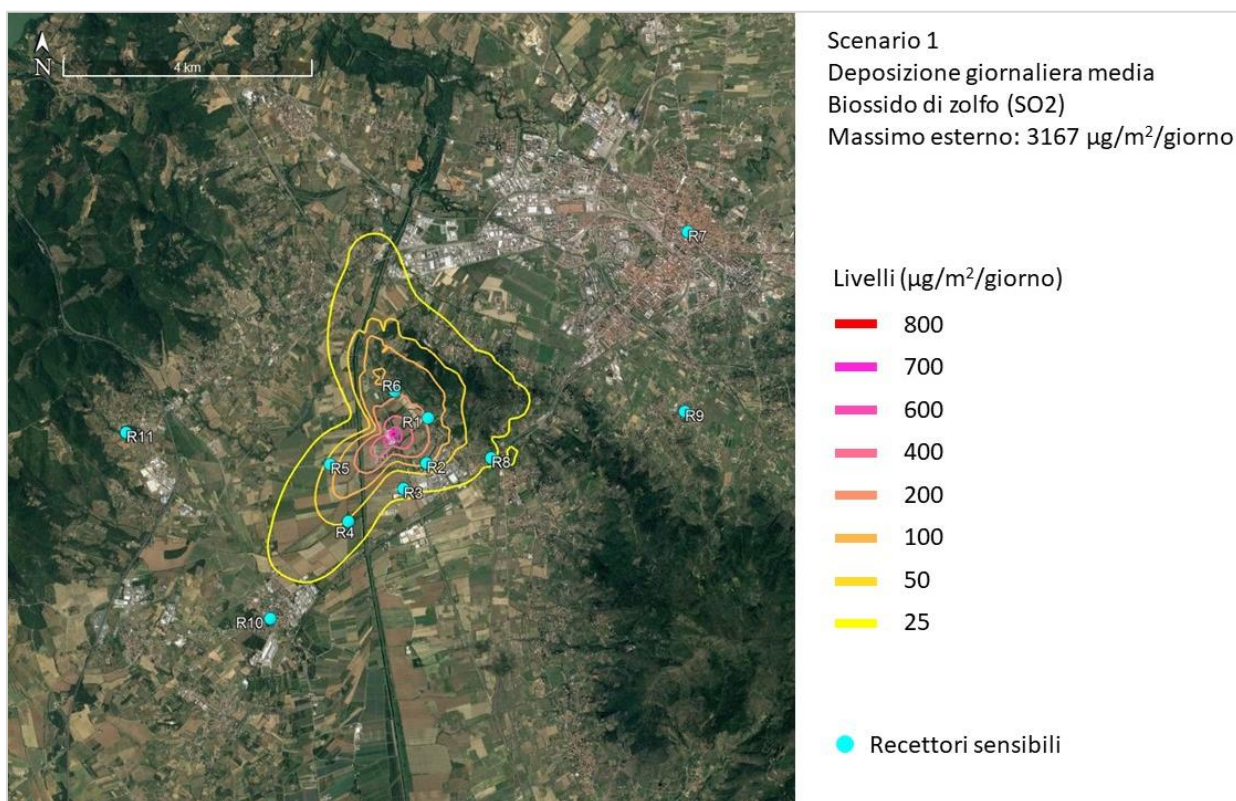 Scenario 1
Deposizione giornaliera media
Biossido di zolfo (SO2)
Massimo esterno: 3167 µg/m²/giorno
N
4 km
Livelli (µg/m²/giorno)
800
700
600
400
200
100
50
25
Recettori sensibili
R7
R6
R1
R9
R11
R5
R2
R8
R3
R4
R10